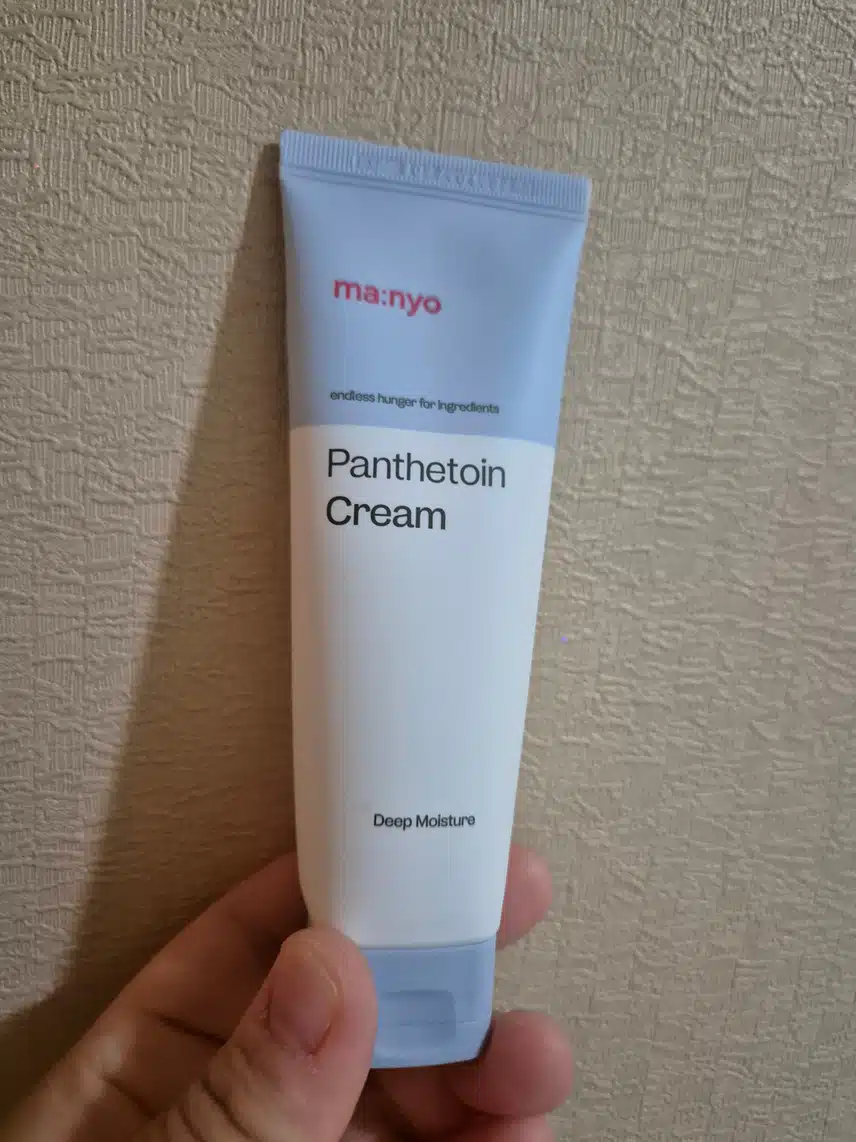 ma:nyo
endless hunger for ingredients
Panthetoin
Cream
Deep Moisture